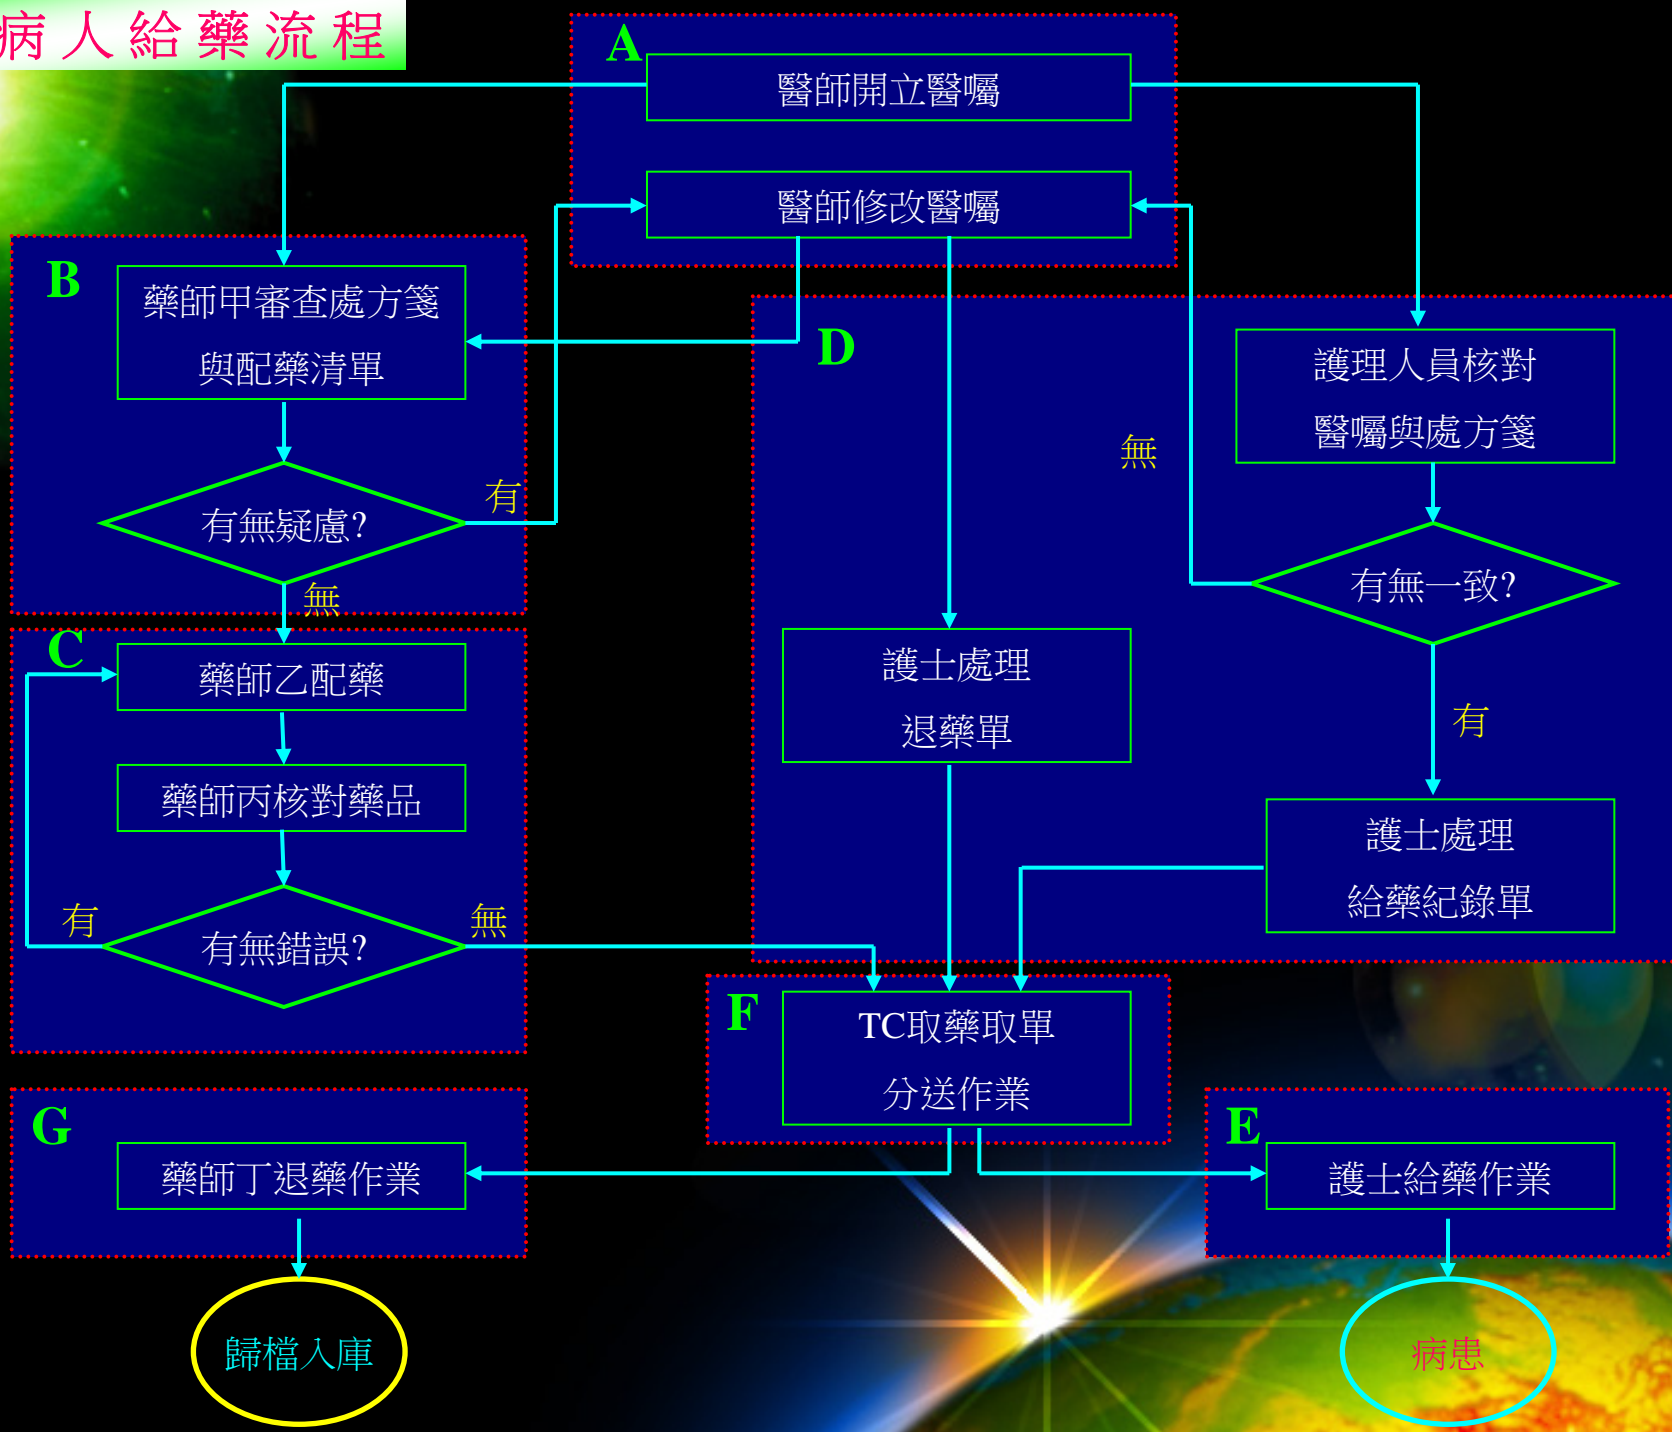 病人給藥流程
A
醫師開立醫囑
醫師修改醫囑
B
藥師甲審查處方箋
與配藥清單
有無疑慮?
有
無
C
藥師乙配藥
藥師丙核對藥品
有無錯誤?
有
無
D
護理人員核對
醫囑與處方箋
無
有無一致?
有
護士處理
退藥單
護士處理
給藥紀錄單
F
TC取藥取單
分送作業
G
藥師丁退藥作業
E
護士給藥作業
歸檔入庫
病患